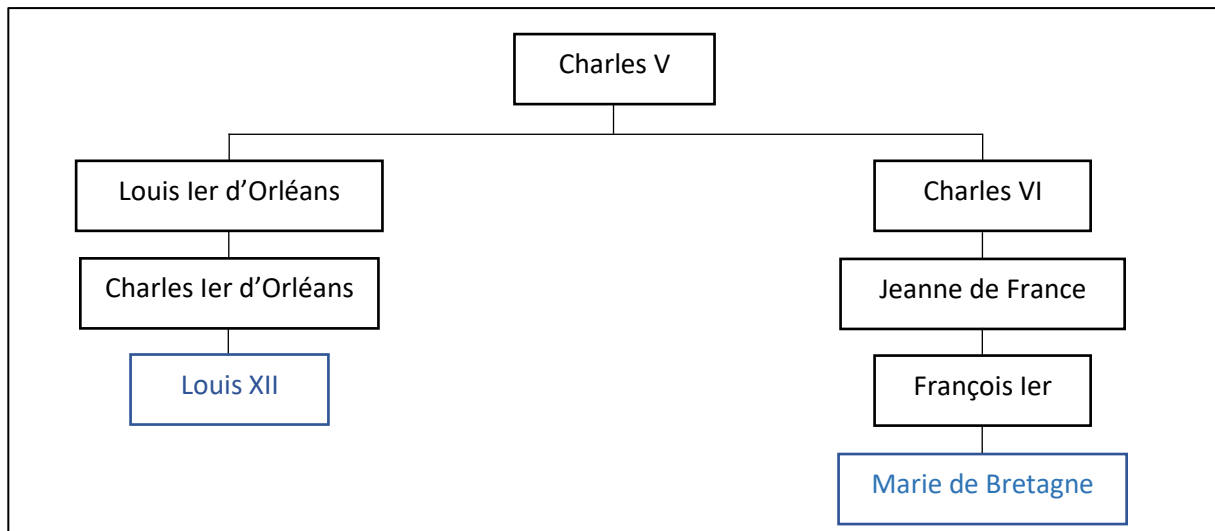 Charles V
Louis Ier d’Orléans
Charles VI
Charles Ier d’Orléans
Jeanne de France
Louis XII
François Ier
Marie de Bretagne